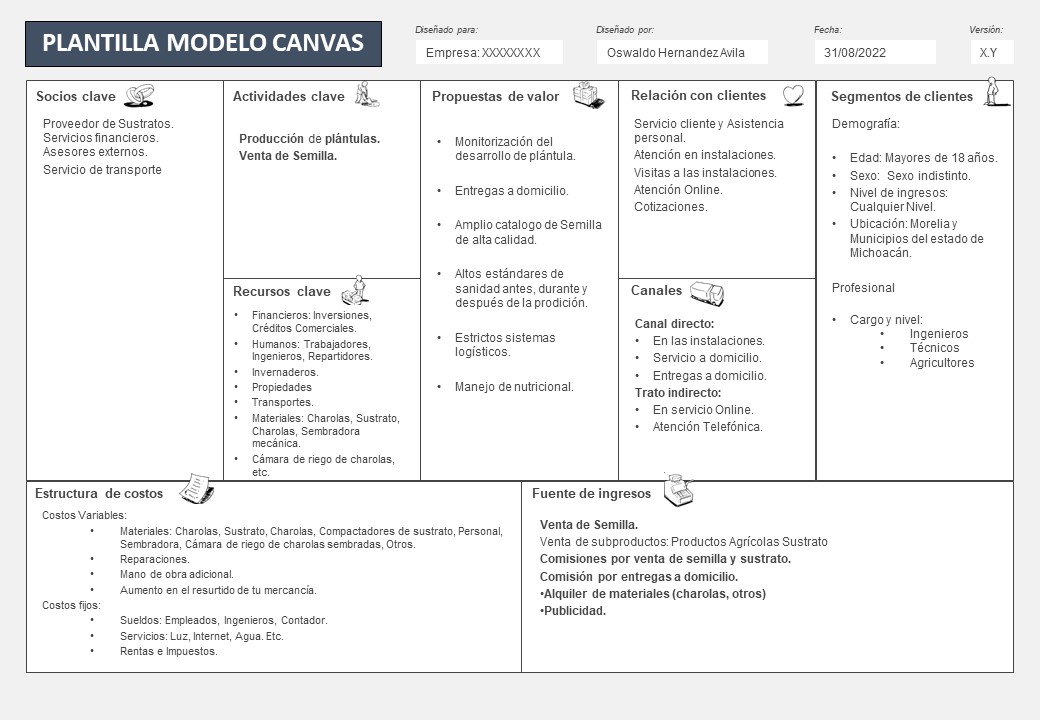 PLANTILLA MODELO CANVAS
Diseñado para:
Empresa: XXXXXXXX
Diseñado por:
Oswaldo Hernandez Avila
Fecha:
31/08/2022
Versión:
X.Y
Socios clave
Proveedor de Sustratos.
Servicios financieros.
Asesores externos.
Servicio de transporte
Actividades clave
Producción de plántulas.
Venta de Semilla.
Recursos clave
• Financieros: Inversiones,
Créditos Comerciales.
• Humanos: Trabajadores,
Ingenieros, Repartidores.
• Invernaderos.
• Propiedades
• Transportes.
• Materiales: Charolas, Sustrato,
Charolas, Sembradora
mecánica.
• Cámara de riego de charolas,
etc.
Propuestas de valor
• Monitorización del
desarrollo de plántula.
• Entregas a domicilio.
• Amplio catalogo de Semilla
de alta calidad.
• Altos estándares de
sanidad antes, durante y
después de la prodición.
• Estrictos sistemas
logísticos.
• Manejo de nutricional.
Relación con clientes
Servicio cliente y Asistencia
personal.
Atención en instalaciones.
Visitas a las instalaciones.
Atención Online.
Cotizaciones.
Canales
Canal directo:
• En las instalaciones.
• Servicio a domicilio.
• Entregas a domicilio.
Trato indirecto:
• En servicio Online.
• Atención Telefónica.
Segmentos de clientes
Demografía:
• Edad: Mayores de 18 años.
• Sexo: Sexo indistinto.
• Nivel de ingresos:
Cualquier Nivel.
• Ubicación: Morelia y
Municipios del estado de
Michoacán.
Profesional
• Cargo y nivel:
• Ingenieros
• Técnicos
• Agricultores
Estructura de costos
Costos Variables:
• Materiales: Charolas, Sustrato, Charolas, Compactadores de sustrato, Personal,
Sembradora, Cámara de riego de charolas sembradas, Otros.
• Reparaciones.
• Mano de obra adicional.
• Aumento en el resurtido de tu mercancía.
Costos fijos:
• Sueldos: Empleados, Ingenieros, Contador.
• Servicios: Luz, Internet, Agua. Etc.
• Rentas e Impuestos.
Fuente de ingresos
Venta de Semilla.
Venta de subproductos: Productos Agrícolas Sustrato
Comisiones por venta de semilla y sustrato.
Comisión por entregas a domicilio.
•Alquiler de materiales (charolas, otros)
•Publicidad.